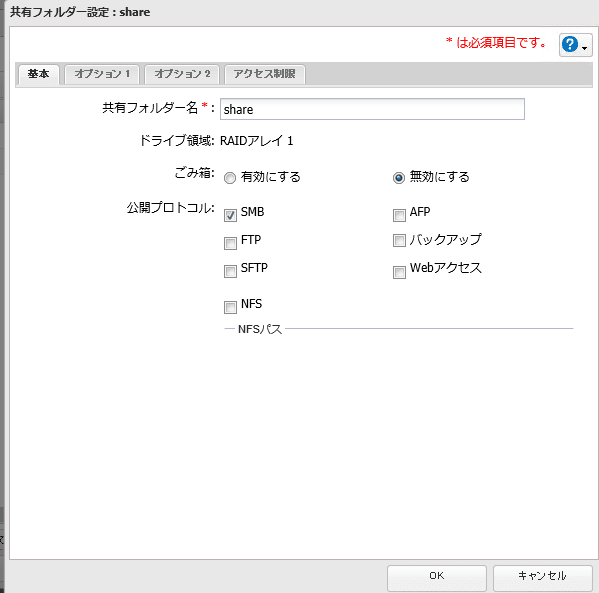 共有フォルダー設定 : share
* は必須項目です。
?
基本 オプション 1 オプション 2 アクセス制限
共有フォルダー名 * : share
ドライブ領域: RAIDアレイ 1
ごみ箱: 有効にする 無効にする
公開プロトコル: SMB AFP
FTP バックアップ
SFTP Webアクセス
NFS
NFSパス
OK キャンセル